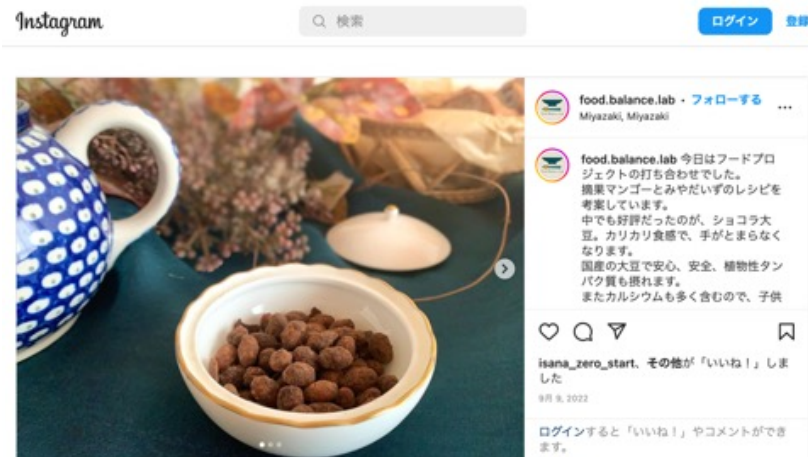 Instagram
検索
ログイン
登録
food.balance.lab • フォローする
Miyazaki, Miyazaki
food.balance.lab 今日はフードプロ
ジェクトの打ち合わせでした。
摘果マンゴーとみやだいずのレシピを
考案しています。
中でも好評だったのが、ショコラ大
豆。カリカリ食感で、手がとまらなく
なります。
国産の大豆で安心、安全、植物性タン
パク質も摂れます。
またカルシウムも多く含むので、子供
isana_zero_start、その他が「いいね！」しま
した
9月 9, 2022
ログインすると「いいね！」やコメントができ
ます。